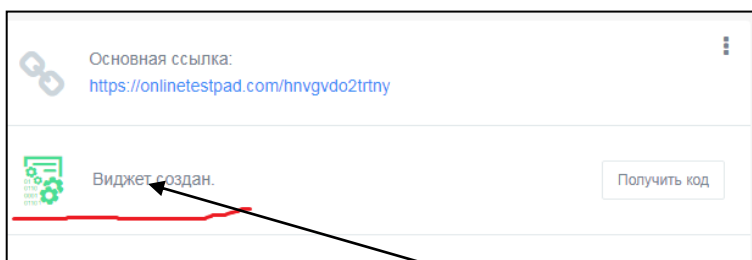 Основная ссылка:
https://onlinetestpad.com/hnvgvdo2trtny
Виджет создан.
Получить код